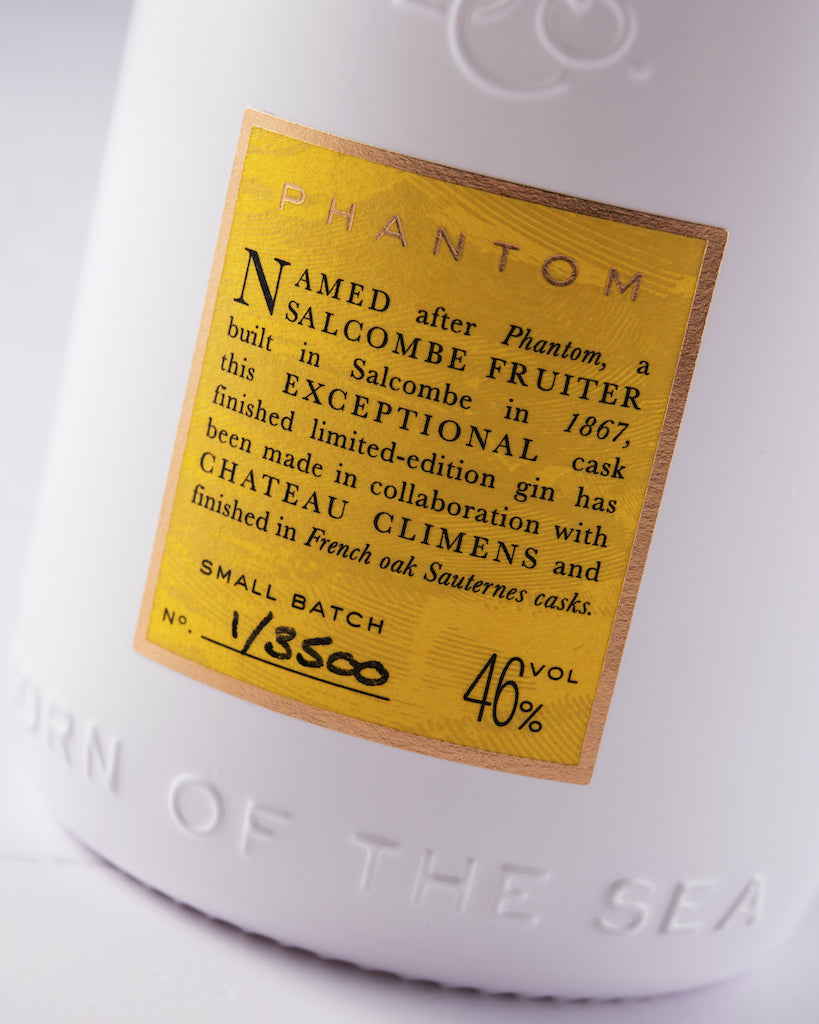 Co.
PHANTOM
NAMED after Phantom, a
SALCOMBE FRUITER
built in Salcombe in 1867,
this EXCEPTIONAL cask
finished limited-edition gin has
been made in collaboration with
CHATEAU CLIMENS and
finished in French oak Sauternes casks.
SMALL BATCH
No. 1/3500
46% VOL
OF THE SEA